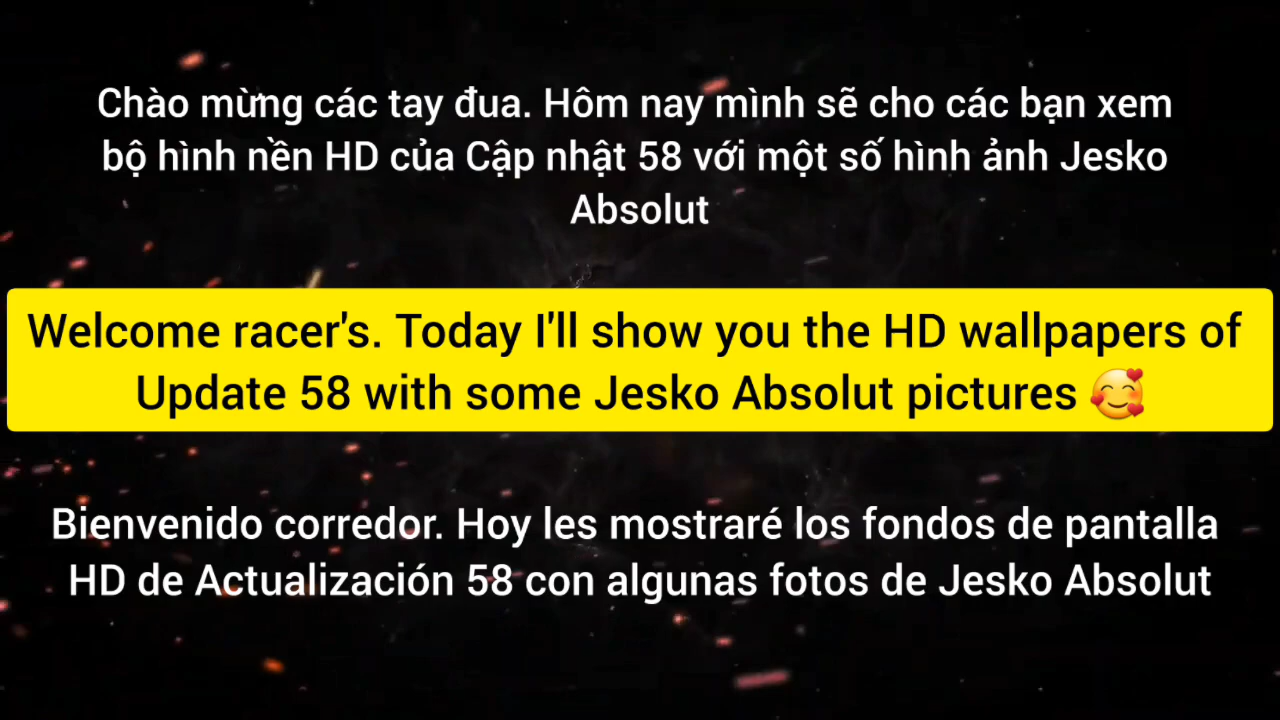 Chào mừng các tay đua. Hôm nay mình sẽ cho các bạn xem
bộ hình nền HD của Cập nhật 58 với một số hình ảnh Jesko
Absolut
Welcome racer's. Today I'll show you the HD wallpapers of
Update 58 with some Jesko Absolut pictures 🥰
Bienvenido corredor. Hoy les mostraré los fondos de pantalla
HD de Actualización 58 con algunas fotos de Jesko Absolut